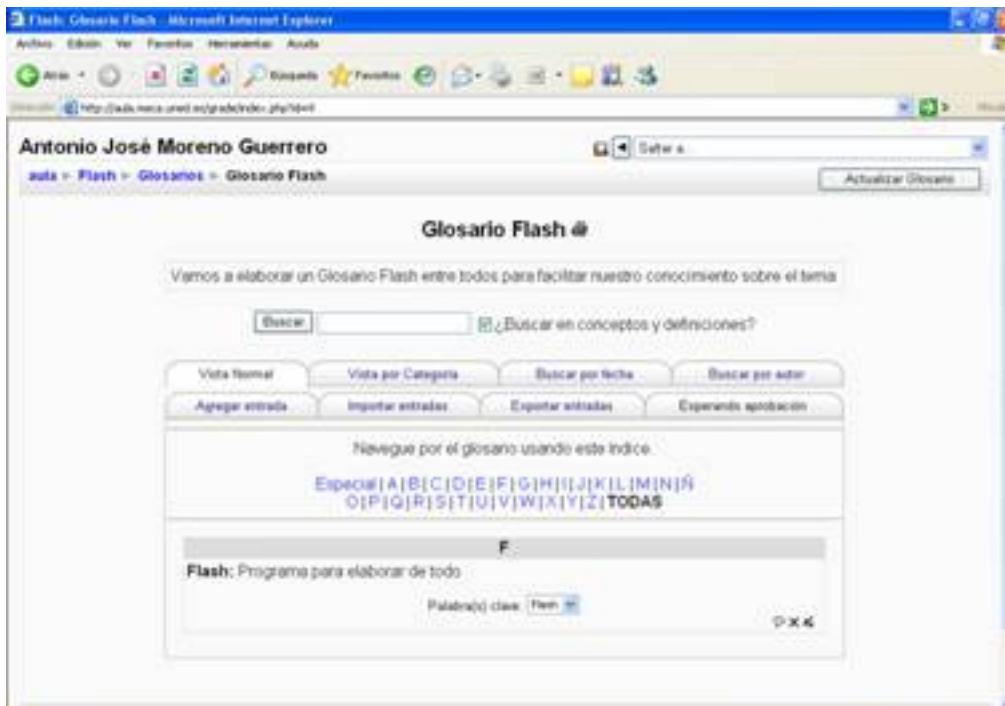 Flash: Glosario Flash - Microsoft Internet Explorer
Archivo Edición Ver Favoritos Herramientas Ayuda
Atrás Búsqueda Favoritos
Antonio José Moreno Guerrero
Saltar a...
aula ► Flash ► Glosarios ► Glosario Flash
Actualizar Glosario
Glosario Flash
Vamos a elaborar un Glosario Flash entre todos para facilitar nuestro conocimiento sobre el tema
Buscar ¿Buscar en conceptos y definiciones?
Vista Normal Vista por Categoría Buscar por fecha Buscar por autor
Agregar entrada Importar entradas Exportar entradas Esperando aprobación
Navegue por el glosario usando este índice.
Especial | A | B | C | D | E | F | G | H | I | J | K | L | M | N | Ñ
O | P | Q | R | S | T | U | V | W | X | Y | Z | TODAS
F
Flash: Programa para elaborar de todo
Palabra(s) clave: Flash